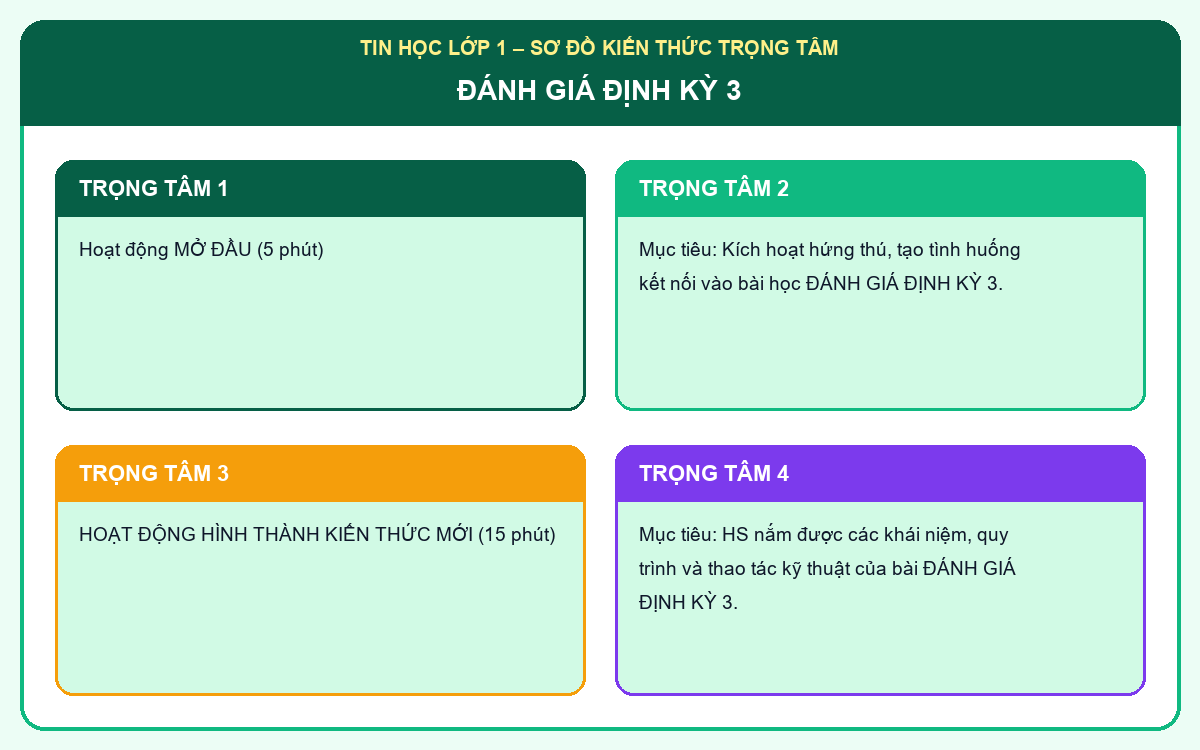 TIN HỌC LỚP 1 – SƠ ĐỒ KIẾN THỨC TRỌNG TÂM
ĐÁNH GIÁ ĐỊNH KỲ 3
TRỌNG TÂM 1
Hoạt động MỞ ĐẦU (5 phút)
TRỌNG TÂM 2
Mục tiêu: Kích hoạt hứng thú, tạo tình huống
kết nối vào bài học ĐÁNH GIÁ ĐỊNH KỲ 3.
TRỌNG TÂM 3
HOẠT ĐỘNG HÌNH THÀNH KIẾN THỨC MỚI (15 phút)
TRỌNG TÂM 4
Mục tiêu: HS nắm được các khái niệm, quy
trình và thao tác kỹ thuật của bài ĐÁNH GIÁ
ĐỊNH KỲ 3.